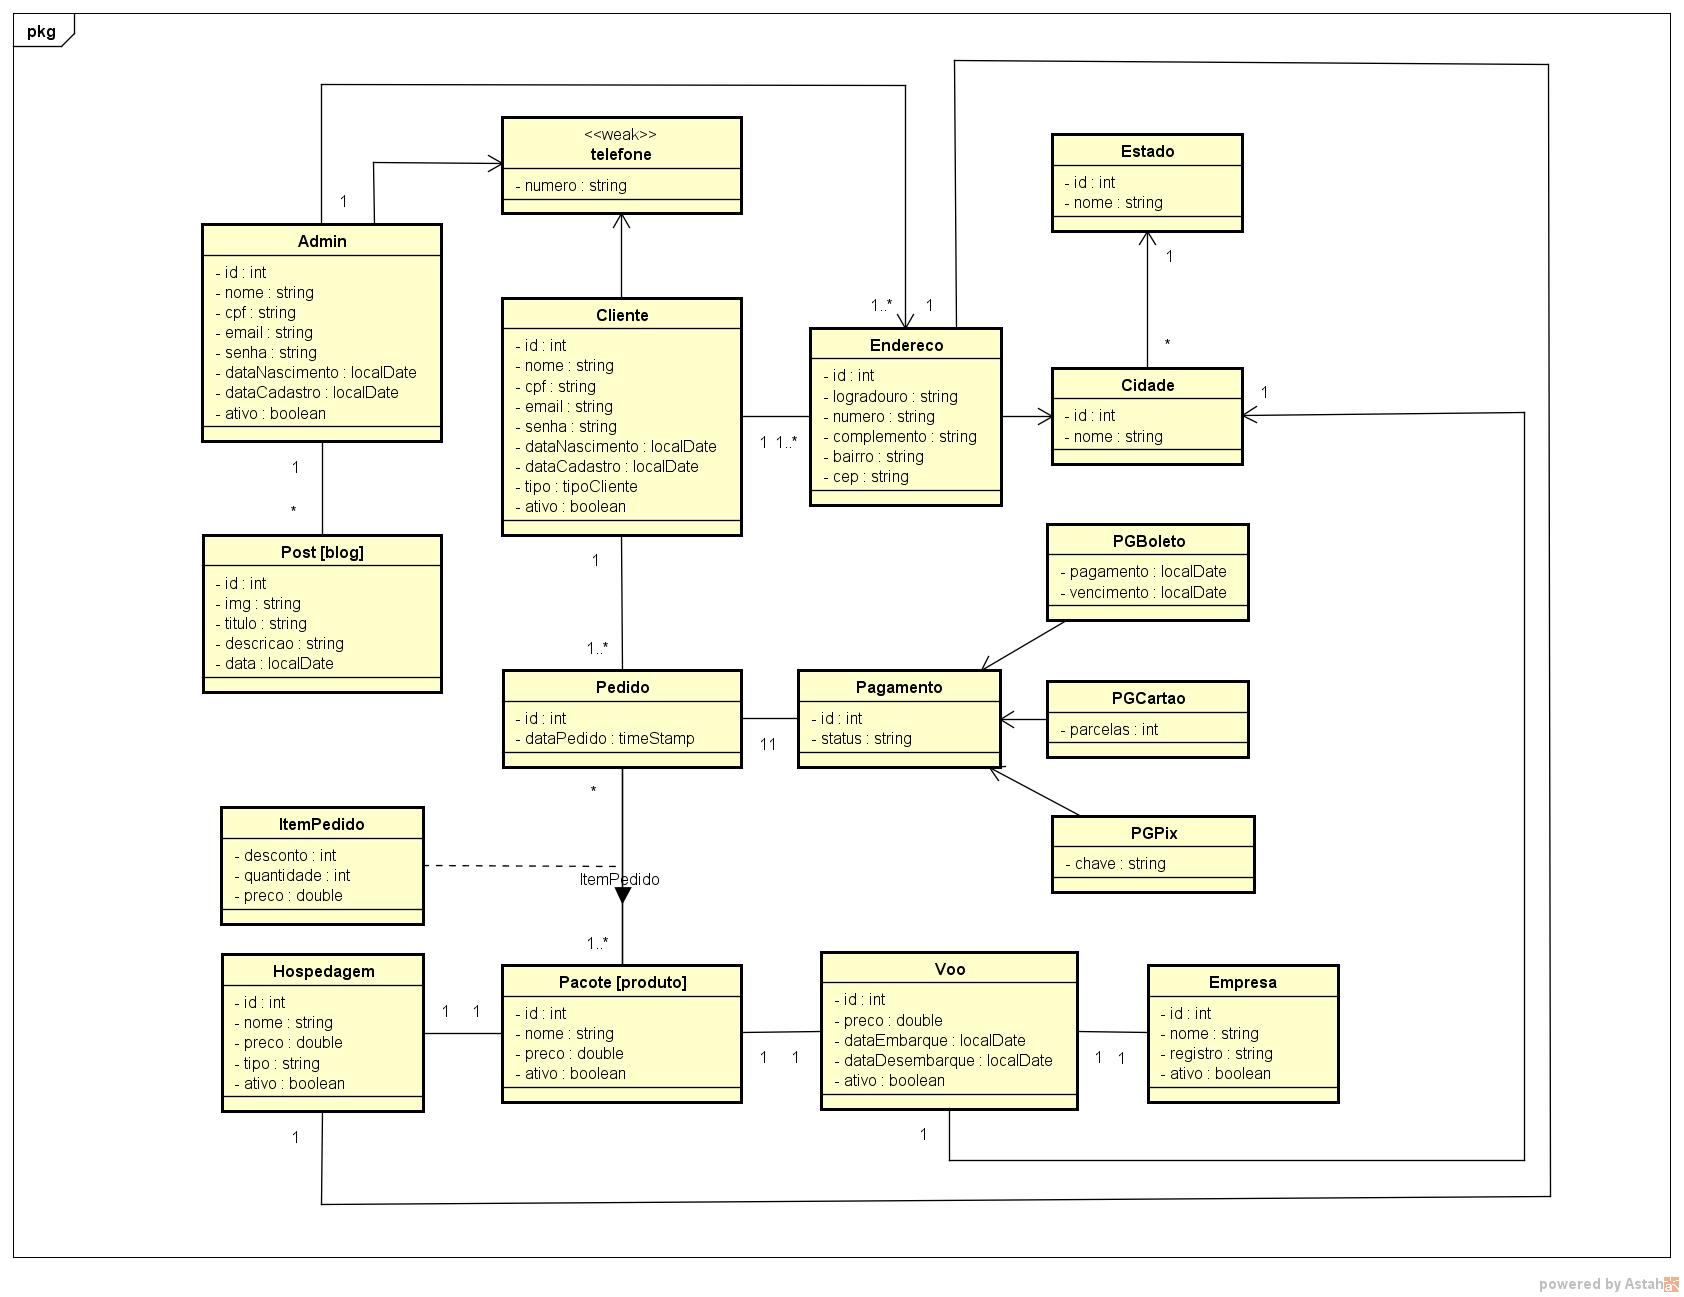 pkg
<<weak>>
telefone
- numero : string
Estado
- id : int
- nome : string
1
Admin
- id : int
- nome : string
- cpf : string
- email : string
- senha : string
- dataNascimento : localDate
- dataCadastro : localDate
- ativo : boolean
1
*
1
Cliente
- id : int
- nome : string
- cpf : string
- email : string
- senha : string
- dataNascimento : localDate
- dataCadastro : localDate
- tipo : tipoCliente
- ativo : boolean
1..*
1
Endereco
- id : int
- logradouro : string
- numero : string
- complemento : string
- bairro : string
- cep : string
1
1..*
Cidade
- id : int
- nome : string
1
1
*
Post [blog]
- id : int
- img : string
- titulo : string
- descricao : string
- data : localDate
1
1..*
PGBoleto
- pagamento : localDate
- vencimento : localDate
Pedido
- id : int
- dataPedido : timeStamp
11
Pagamento
- id : int
- status : string
PGCartao
- parcelas : int
*
PGPix
- chave : string
ItemPedido
- desconto : int
- quantidade : int
- preco : double
ItemPedido
1..*
Hospedagem
- id : int
- nome : string
- preco : double
- tipo : string
- ativo : boolean
1
1
Pacote [produto]
- id : int
- nome : string
- preco : double
- ativo : boolean
1
1
Voo
- id : int
- preco : double
- dataEmbarque : localDate
- dataDesembarque : localDate
- ativo : boolean
1
1
Empresa
- id : int
- nome : string
- registro : string
- ativo : boolean
1
1
powered by Astah